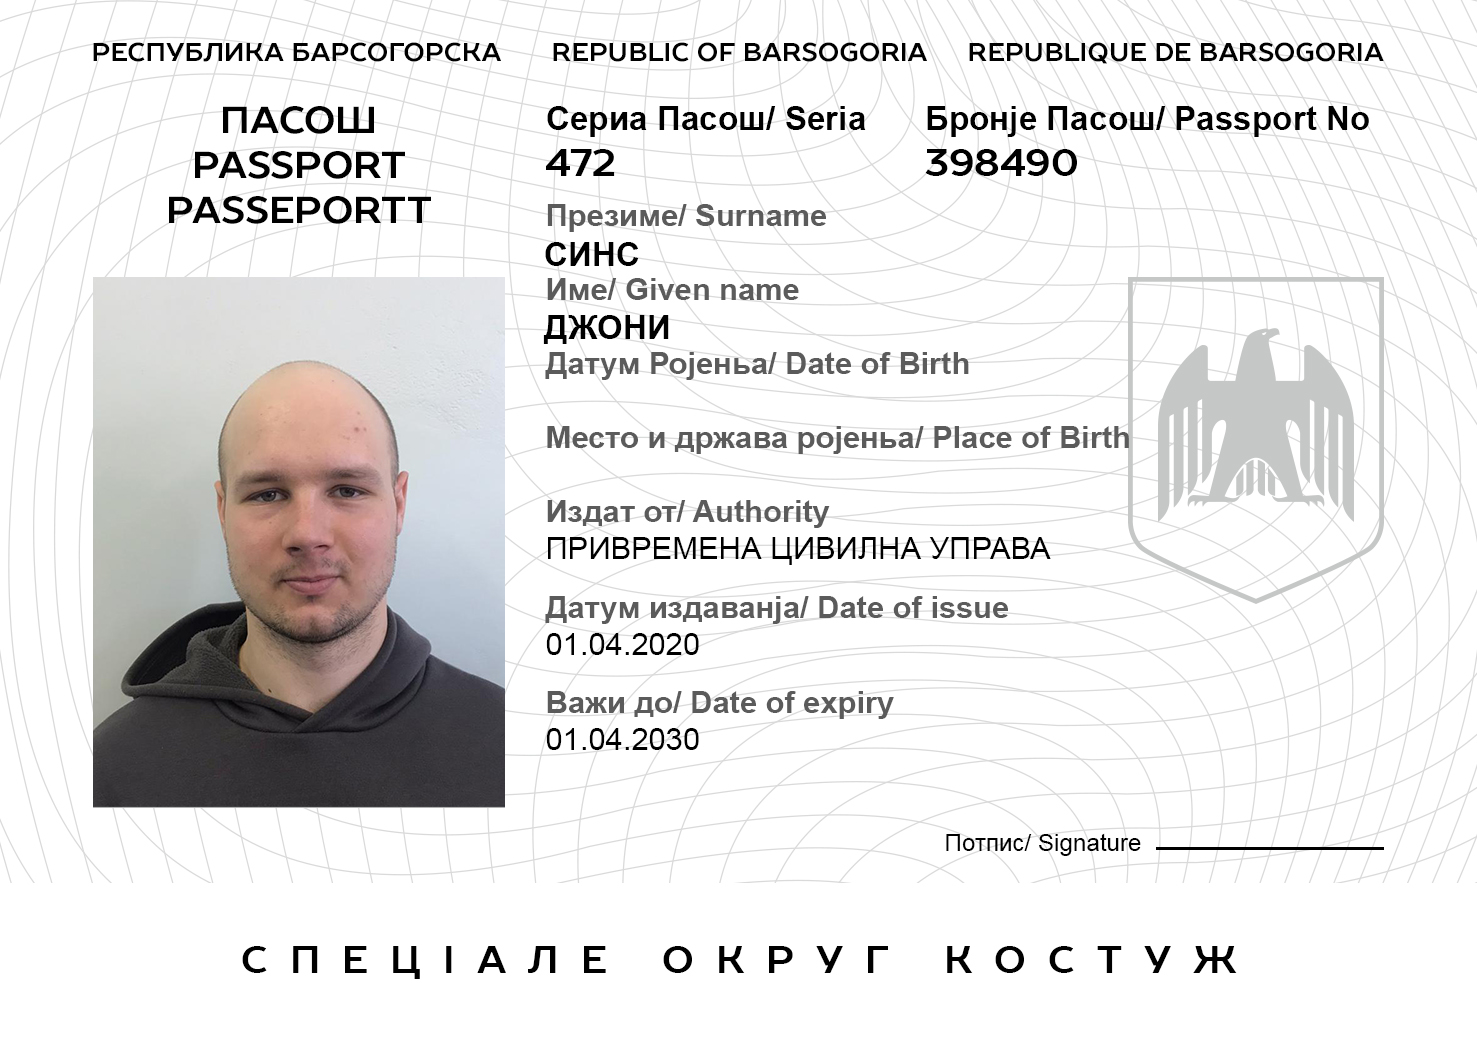 РЕСПУБЛИКА БАРСОГОРСКА REPUBLIC OF BARSOGORIA REPUBLIQUE DE BARSOGORIA
ПАСОШ
PASSPORT
PASSEPORTT
Сериа Пасош/ Seria Бронје Пасош/ Passport No
472 398490
Презиме/ Surname
СИНС
Име/ Given name
ДЖОНИ
ДатумРојења/ Date of Birth
Место и држава ројења/ Place of Birth
Издат от/ Authority
ПРИВРЕМЕНА ЦИВИЛНА УПРАВА
Датум издаванја/ Date of issue
01.04.2020
Важи до/ Date of expiry
01.04.2030
Потпис/ Signature
СПЕЦІАЛЕ ОКРУГ КОСТУЖ